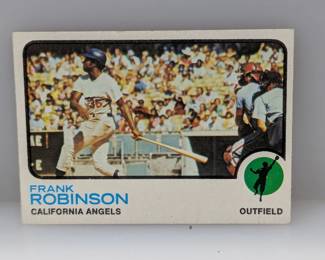 FRANK
ROBINSON
CALIFORNIA ANGELS
OUTFIELD